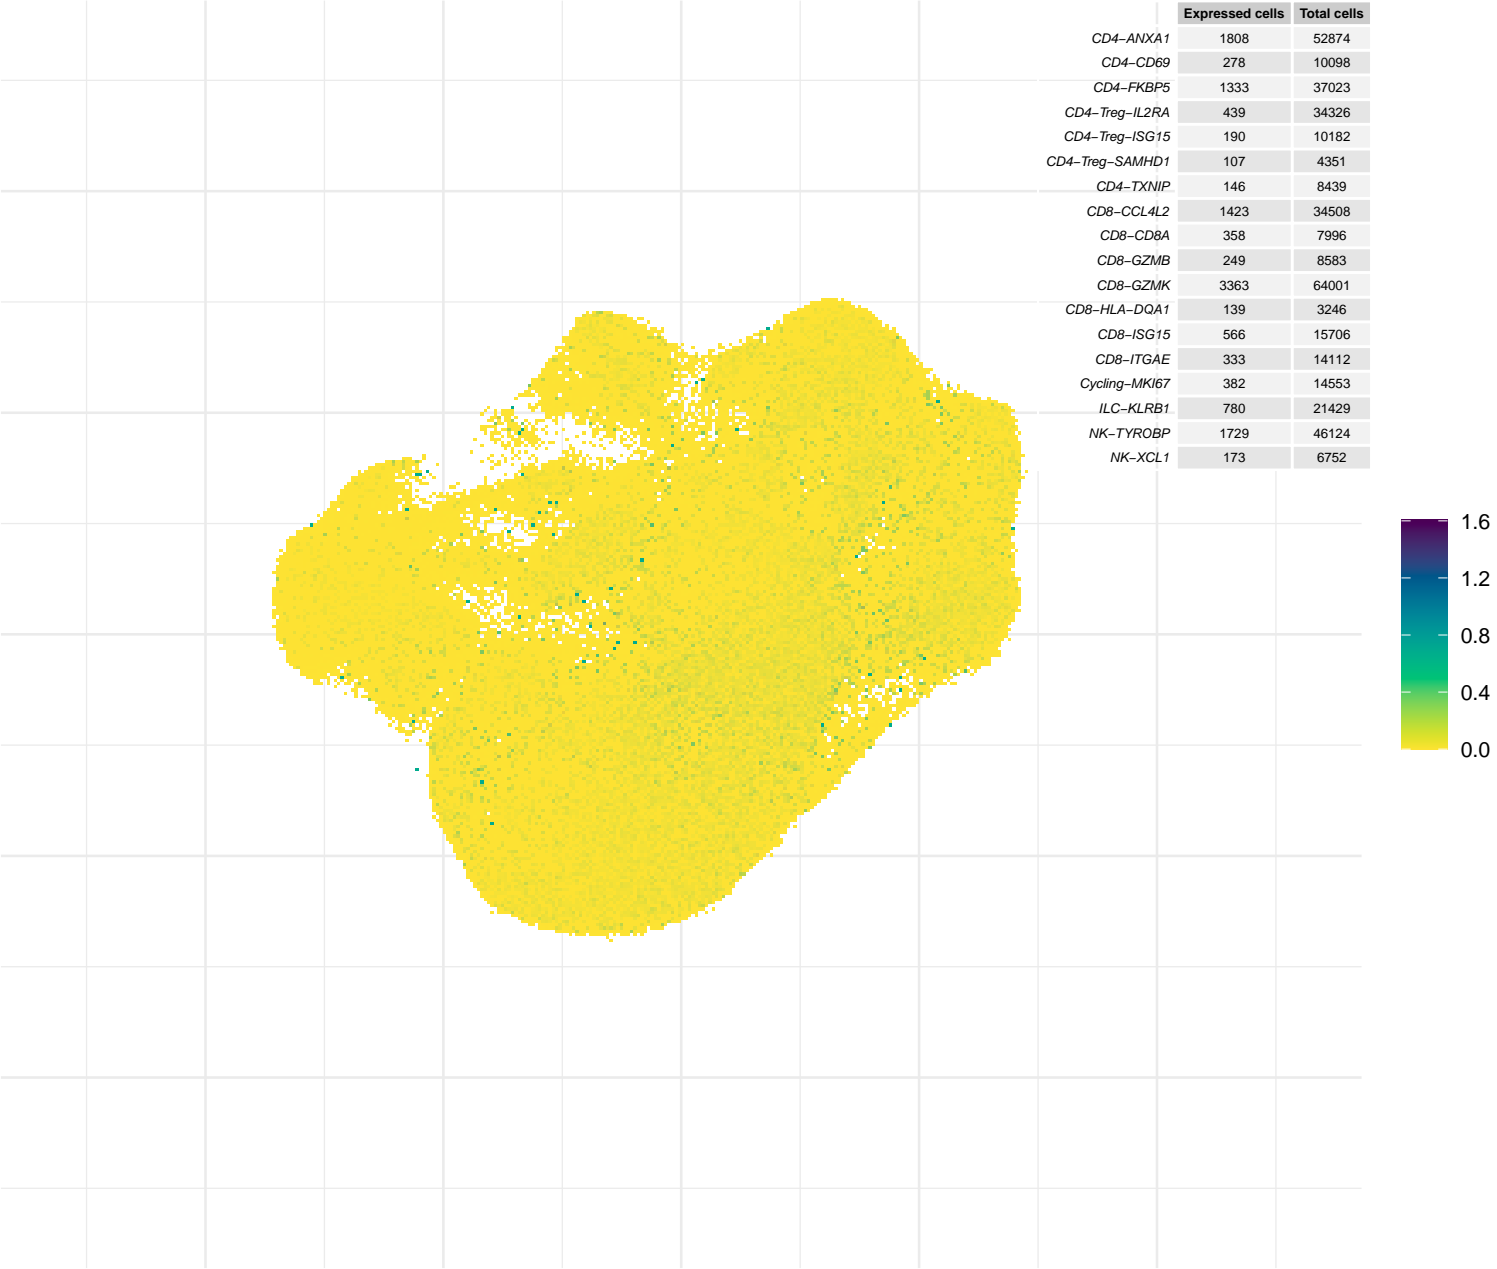 Expressed cells Total cells
CD4−ANXA1 1808 52874
CD4−CD69 278 10098
CD4−FKBP5 1333 37023
CD4−Treg−IL2RA 439 34326
CD4−Treg−ISG15 190 10182
CD4−Treg−SAMHD1 107 4351
CD4−TXNIP 146 8439
CD8−CCL4L2 1423 34508
CD8−CD8A 358 7996
CD8−GZMB 249 8583
CD8−GZMK 3363 64001
CD8−HLA−DQA1 139 3246
CD8−ISG15 566 15706
CD8−ITGAE 333 14112
Cycling−MKI67 382 14553
ILC−KLRB1 780 21429
NK−TYROBP 1729 46124
NK−XCL1 173 6752
1.6
1.2
0.8
0.4
0.0